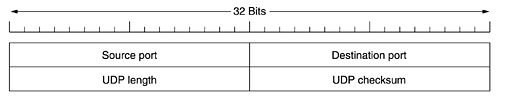 32 Bits
Source port Destination port
UDP length UDP checksum